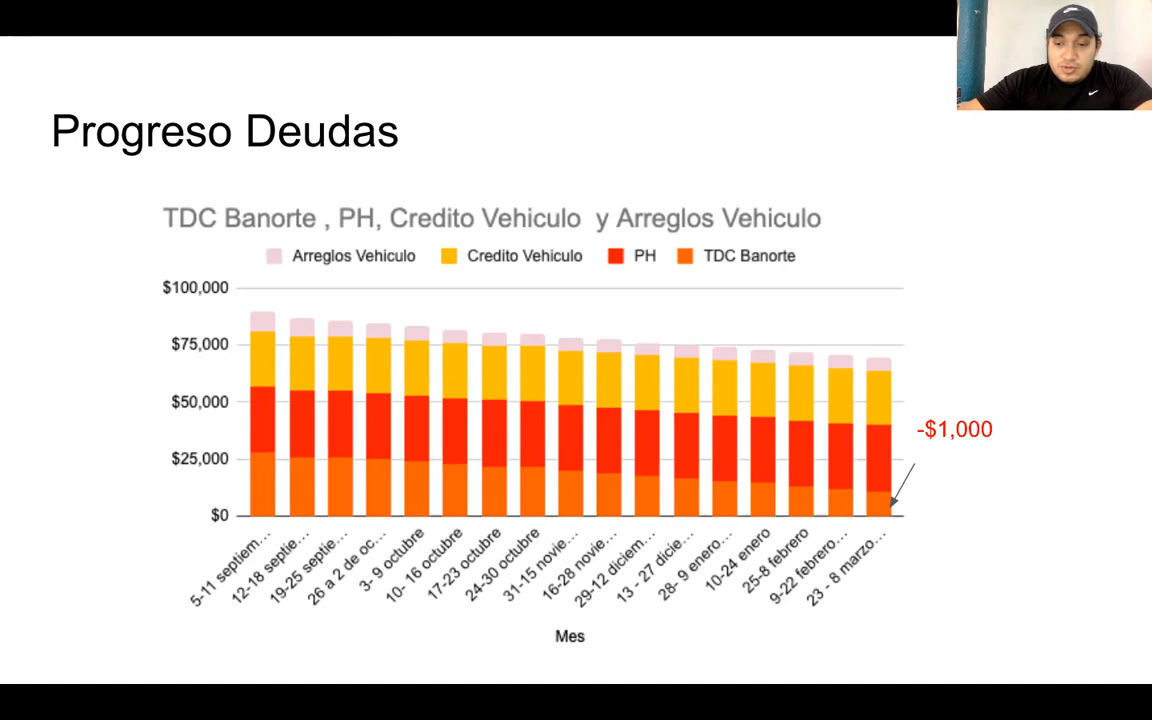 Progreso Deudas
TDC Banorte , PH, Credito Vehiculo y Arreglos Vehiculo
Arreglos Vehiculo Credito Vehiculo PH TDC Banorte
$100,000
$75,000
$50,000
$25,000
$0
-$1,000
5-11 septiem...
12-18 septie...
19-25 septie...
26 a 2 de oc...
3- 9 octubre
10- 16 octubre
17-23 octubre
24-30 octubre
31-15 novie...
16-28 novie...
29-12 diciem...
13 - 27 dicie...
28- 9 enero...
10-24 enero
25-8 febrero
9-22 febrero...
23 - 8 marzo...
Mes